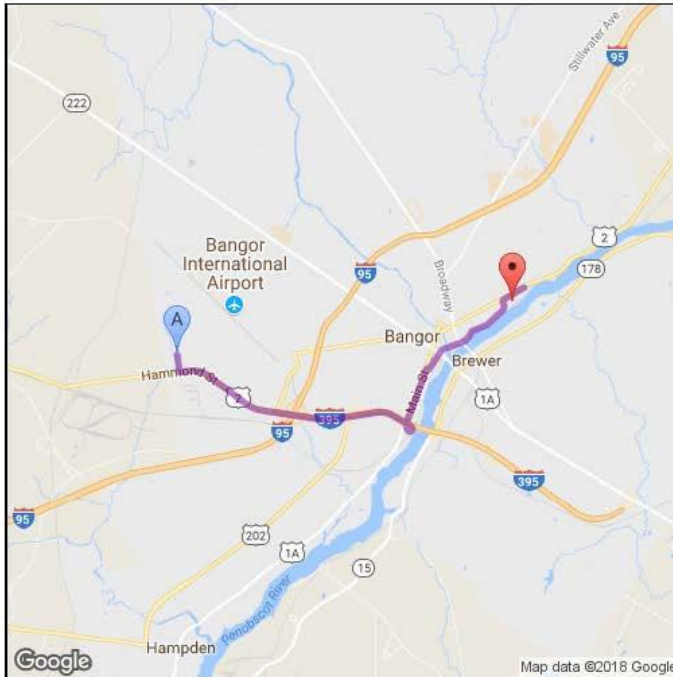 Stillwater Ave
95
222
2
Bangor
International
Airport
178
95
Broadway
A
Bangor
Brewer
Hammond St
2
Main St
1A
95
395
395
95
202
1A
15
Penobscot River
Hampden
Google
Map data ©2018 Google